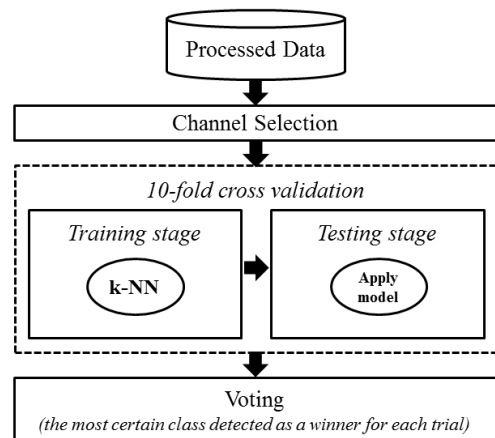 Processed Data
Channel Selection
10-fold cross validation
Training stage
k-NN
Testing stage
Apply
model
Voting
(the most certain class detected as a winner for each trial)